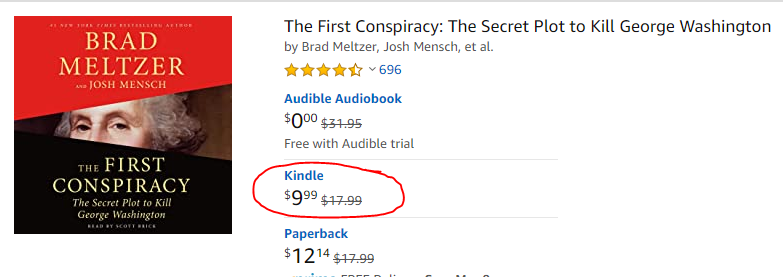 #1 NEW YORK TIMES BESTSELLING AUTHOR
BRAD
MELTZER
AND JOSH MENSCH
THE FIRST
CONSPIRACY
The Secret Plot to Kill
George Washington
READ BY SCOTT BRICK
The First Conspiracy: The Secret Plot to Kill George Washington
by Brad Meltzer, Josh Mensch, et al.
696
Audible Audiobook
$0.00 $31.95
Free with Audible trial
Kindle
$9.99 $17.99
Paperback
$12.14 $17.99